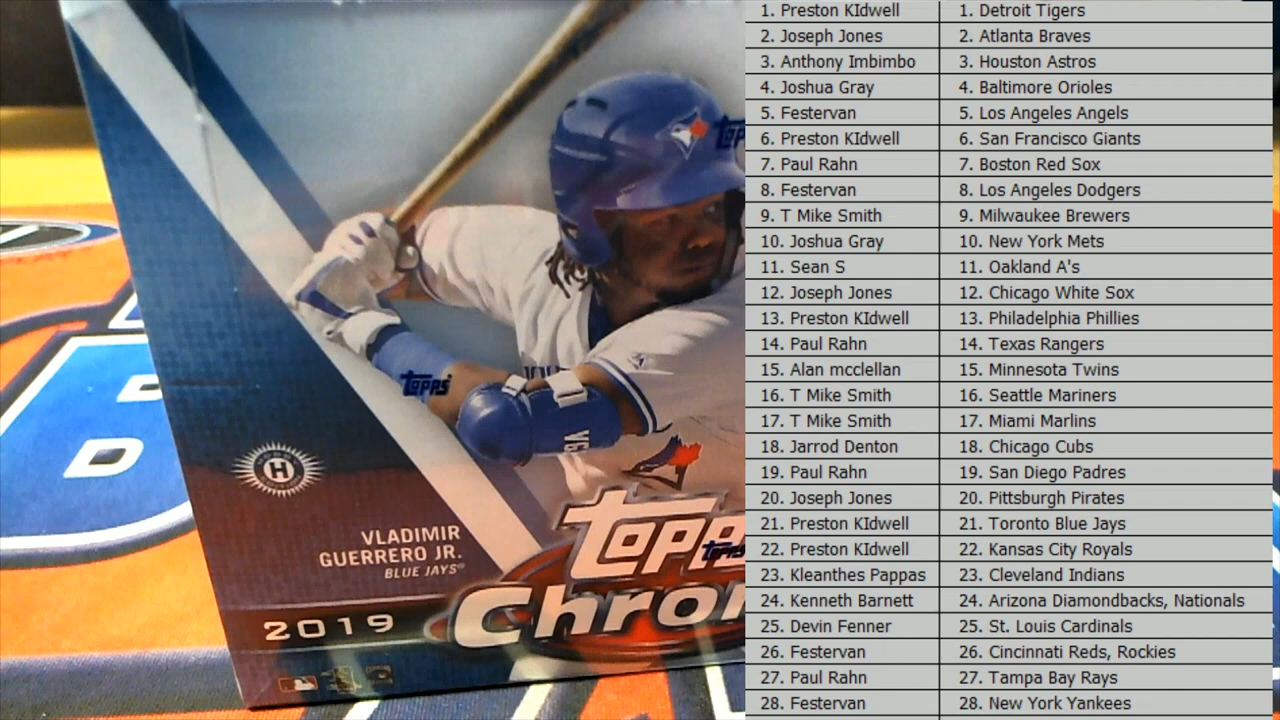 VLADIMIR
GUERRERO JR.
BLUE JAYS®
2019
TOPPS
Chro
TOPPS
TOPPS
H
D
1. Preston KIdwell 1. Detroit Tigers
2. Joseph Jones 2. Atlanta Braves
3. Anthony Imbimbo 3. Houston Astros
4. Joshua Gray 4. Baltimore Orioles
5. Festervan 5. Los Angeles Angels
6. Preston KIdwell 6. San Francisco Giants
7. Paul Rahn 7. Boston Red Sox
8. Festervan 8. Los Angeles Dodgers
9. T Mike Smith 9. Milwaukee Brewers
10. Joshua Gray 10. New York Mets
11. Sean S 11. Oakland A's
12. Joseph Jones 12. Chicago White Sox
13. Preston KIdwell 13. Philadelphia Phillies
14. Paul Rahn 14. Texas Rangers
15. Alan mcclellan 15. Minnesota Twins
16. T Mike Smith 16. Seattle Mariners
17. T Mike Smith 17. Miami Marlins
18. Jarrod Denton 18. Chicago Cubs
19. Paul Rahn 19. San Diego Padres
20. Joseph Jones 20. Pittsburgh Pirates
21. Preston KIdwell 21. Toronto Blue Jays
22. Preston KIdwell 22. Kansas City Royals
23. Kleanthes Pappas 23. Cleveland Indians
24. Kenneth Barnett 24. Arizona Diamondbacks, Nationals
25. Devin Fenner 25. St. Louis Cardinals
26. Festervan 26. Cincinnati Reds, Rockies
27. Paul Rahn 27. Tampa Bay Rays
28. Festervan 28. New York Yankees